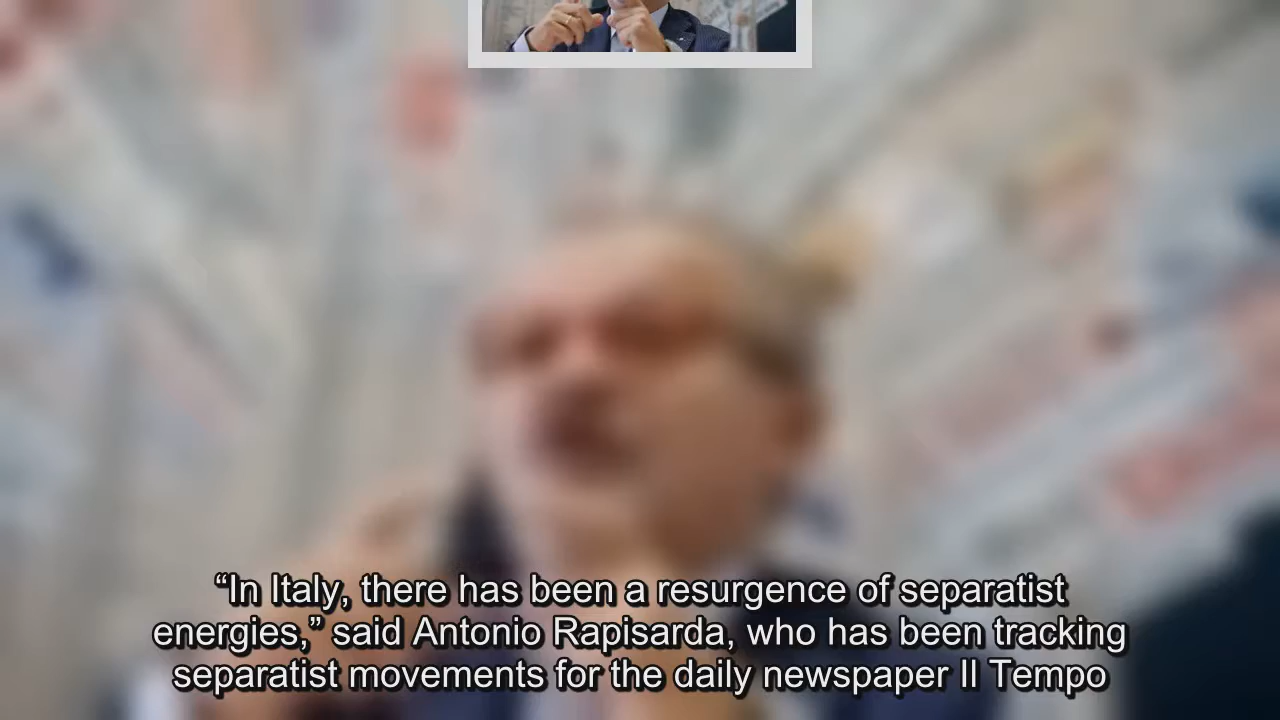 “In Italy, there has been a resurgence of separatist
energies,” said Antonio Rapisarda, who has been tracking
separatist movements for the daily newspaper Il Tempo